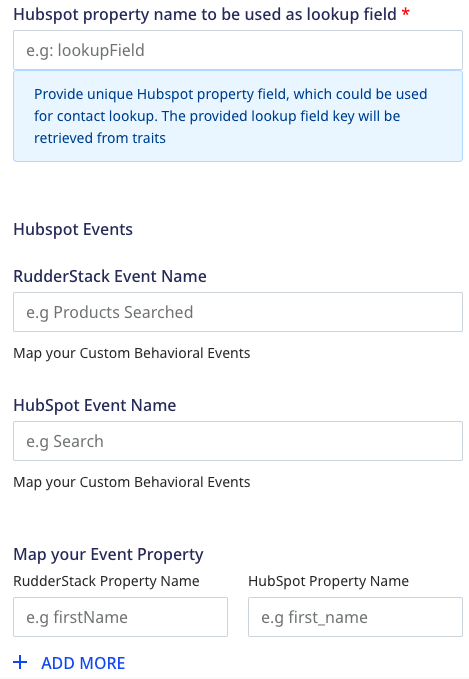 Hubspot property name to be used as lookup field *
e.g: lookupField
Provide unique Hubspot property field, which could be used
for contact lookup. The provided lookup field key will be
retrieved from traits
Hubspot Events
RudderStack Event Name
e.g Products Searched
Map your Custom Behavioral Events
HubSpot Event Name
e.g Search
Map your Custom Behavioral Events
Map your Event Property
RudderStack Property Name HubSpot Property Name
e.g firstName e.g first_name
+ ADD MORE